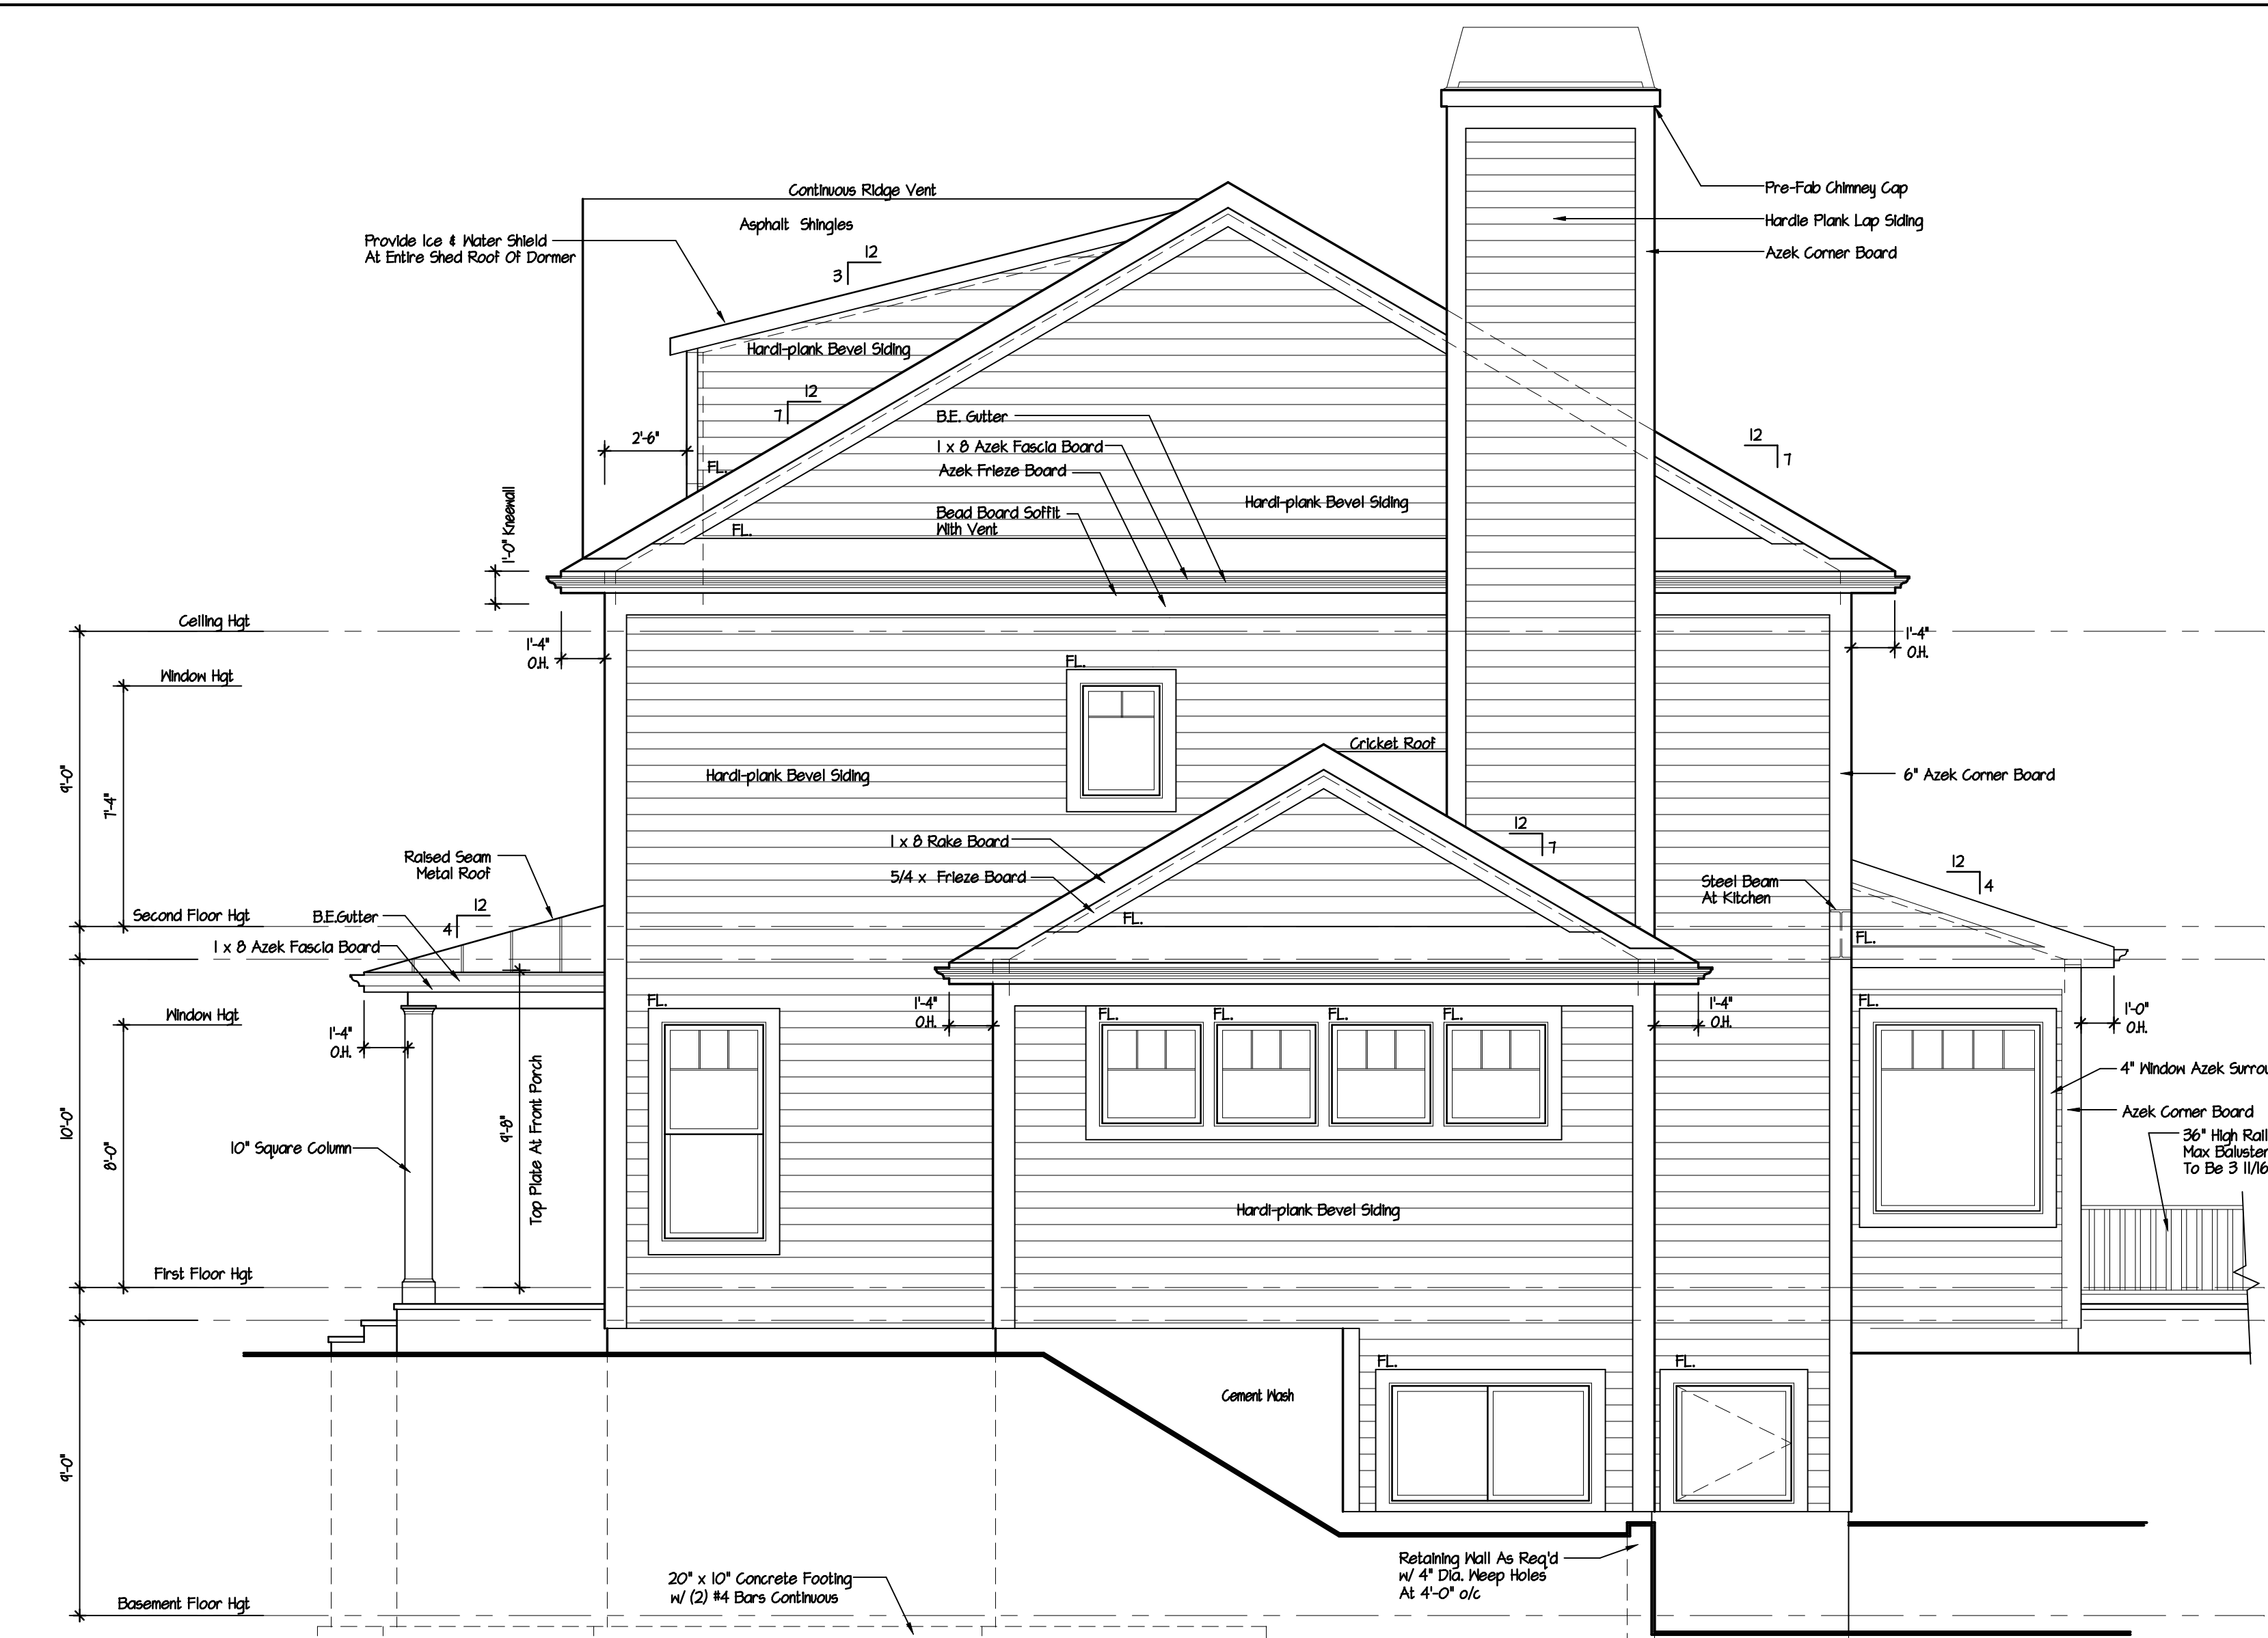 Continuous Ridge Vent
Asphalt Shingles
Provide Ice & Water Shield
At Entire Shed Roof Of Dormer
12
3
Pre-Fab Chimney Cap
Hardie Plank Lap Siding
Azek Corner Board
Hardi-plank Bevel Siding
12
7
2'-6"
FL.
B.E. Gutter
1 x 8 Azek Fascia Board
Azek Frieze Board
Bead Board Soffit
With Vent
Hardi-plank Bevel Siding
12
7
FL.
1'-0" Kneewall
Ceiling Hgt
1'-4"
O.H.
1'-4"
O.H.
Window Hgt
FL.
Cricket Roof
Hardi-plank Bevel Siding
6" Azek Corner Board
9'-0"
7'-4"
1 x 8 Rake Board
5/4 x Frieze Board
12
7
Raised Seam
Metal Roof
Steel Beam
At Kitchen
12
4
Second Floor Hgt
B.E.Gutter
12
4
FL.
FL.
1 x 8 Azek Fascia Board
Window Hgt
1'-4"
O.H.
FL.
1'-4"
O.H.
FL.
FL.
FL.
FL.
1'-4"
O.H.
FL.
1'-0"
O.H.
4" Window Azek
Azek Corner Board
36" High
Max
To Be 3 11/16
10'-0"
8'-0"
10" Square Column
9'-8"
Top Plate At Front Porch
Hardi-plank Bevel Siding
First Floor Hgt
FL.
FL.
Cement Wash
9'-0"
Retaining Wall As Req'd
w/ 4" Dia. Weep Holes
At 4'-0" o/c
20" x 10" Concrete Footing
w/ (2) #4 Bars Continuous
Basement Floor Hgt